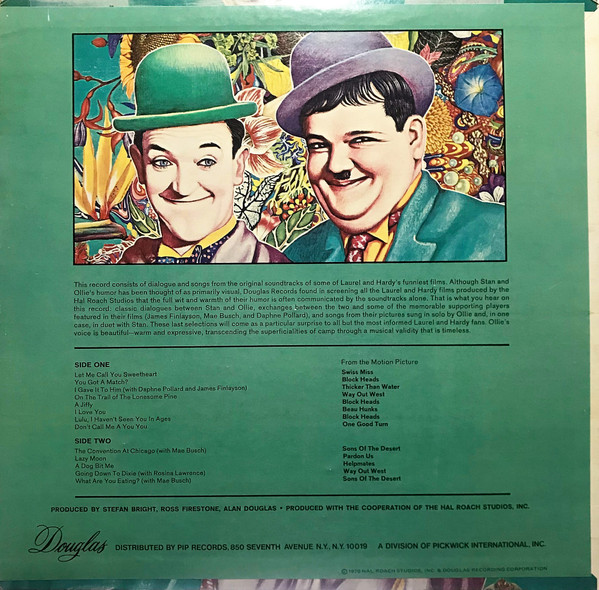 This record consists of dialogue and songs from the original soundtracks of some of Laurel and Hardy's funniest films. Although Stan and
Ollie's humor has been thought of as primarily visual, Douglas Records found in screening all the Laurel and Hardy films produced by the
Hal Roach Studios that the full wit and warmth of their humor is often communicated by the soundtracks alone. That is what you hear on
this record: classic dialogues between Stan and Ollie, exchanges between the two and some of the memorable supporting players
featured in their films (James Finlayson, Man Busch, and Daphne Pollard), and songs from their pictures sung in solo by Ollie and, in one
case, in duet with Stan. These last selections will come as a particular surprise to all but the most informed Laurel and Hardy fans. Ollie's
voice is beautiful—warm and expressive, transcending the superficialities of camp through a musical validity that is timeless.
SIDE ONE From the Motion Picture
Let Me Call You Sweetheart Swiss Miss
You Got A Match? Block Heads
I Gave It To Him (with Daphne Pollard and James Finlayson) Thicker Than Water
On The Trail of The Lonesome Pine Way Out West
A Jiffy Block Heads
I Love You Beau Hunks
Lulu, I Haven't Seen You In Ages Block Heads
Don't Call Me A You You One Good Turn
SIDE TWO
The Convention At Chicago (with Mae Busch) Sons Of The Desert
Lazy Moon Pardon Us
A Dog Bit Me Helpmates
Going Down To Dixie (with Rosina Lawrence) Way Out West
What Are You Eating? (with Mae Busch) Sons Of The Desert
PRODUCED BY STEFAN BRIGHT, ROSS FIRESTONE, ALAN DOUGLAS • PRODUCED WITH THE COOPERATION OF THE HAL ROACH STUDIOS, INC.
Douglas DISTRIBUTED BY PIP RECORDS, 850 SEVENTH AVENUE N.Y., N.Y. 10019 A DIVISION OF PICKWICK INTERNATIONAL, INC.
HAL ROACH STUDIOS, INC. & DOUGLAS RECORDING CORPORATION